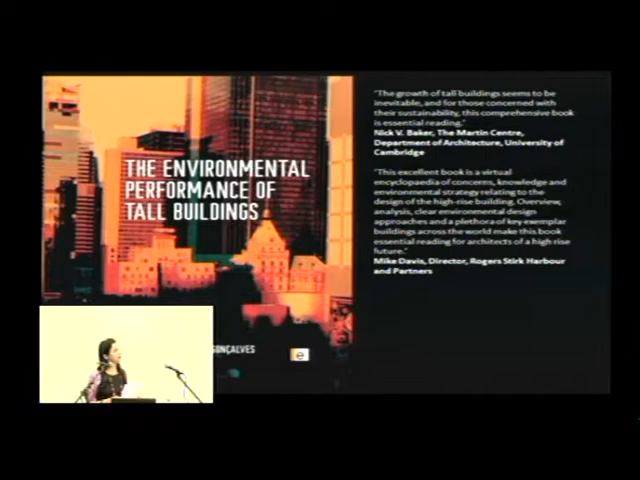 THE ENVIRONMENTAL
PERFORMANCE OF
TALL BUILDINGS
GONÇALVES
e
"The growth of tall buildings seems to be
inevitable, and for those concerned with
their sustainability, this comprehensive book
is essential reading."
Nick V. Baker, The Martin Centre,
Department of Architecture, University of
Cambridge
"This excellent book is a virtual
encyclopaedia of concerns, knowledge and
environmental strategy relating to the
design of the high-rise building. Overview,
analysis, clear environmental design
approaches and a plethora of key exemplar
buildings across the world make this book
essential reading for architects of a high rise
future."
Mike Davis, Director, Rogers Stirk Harbour
and Partners